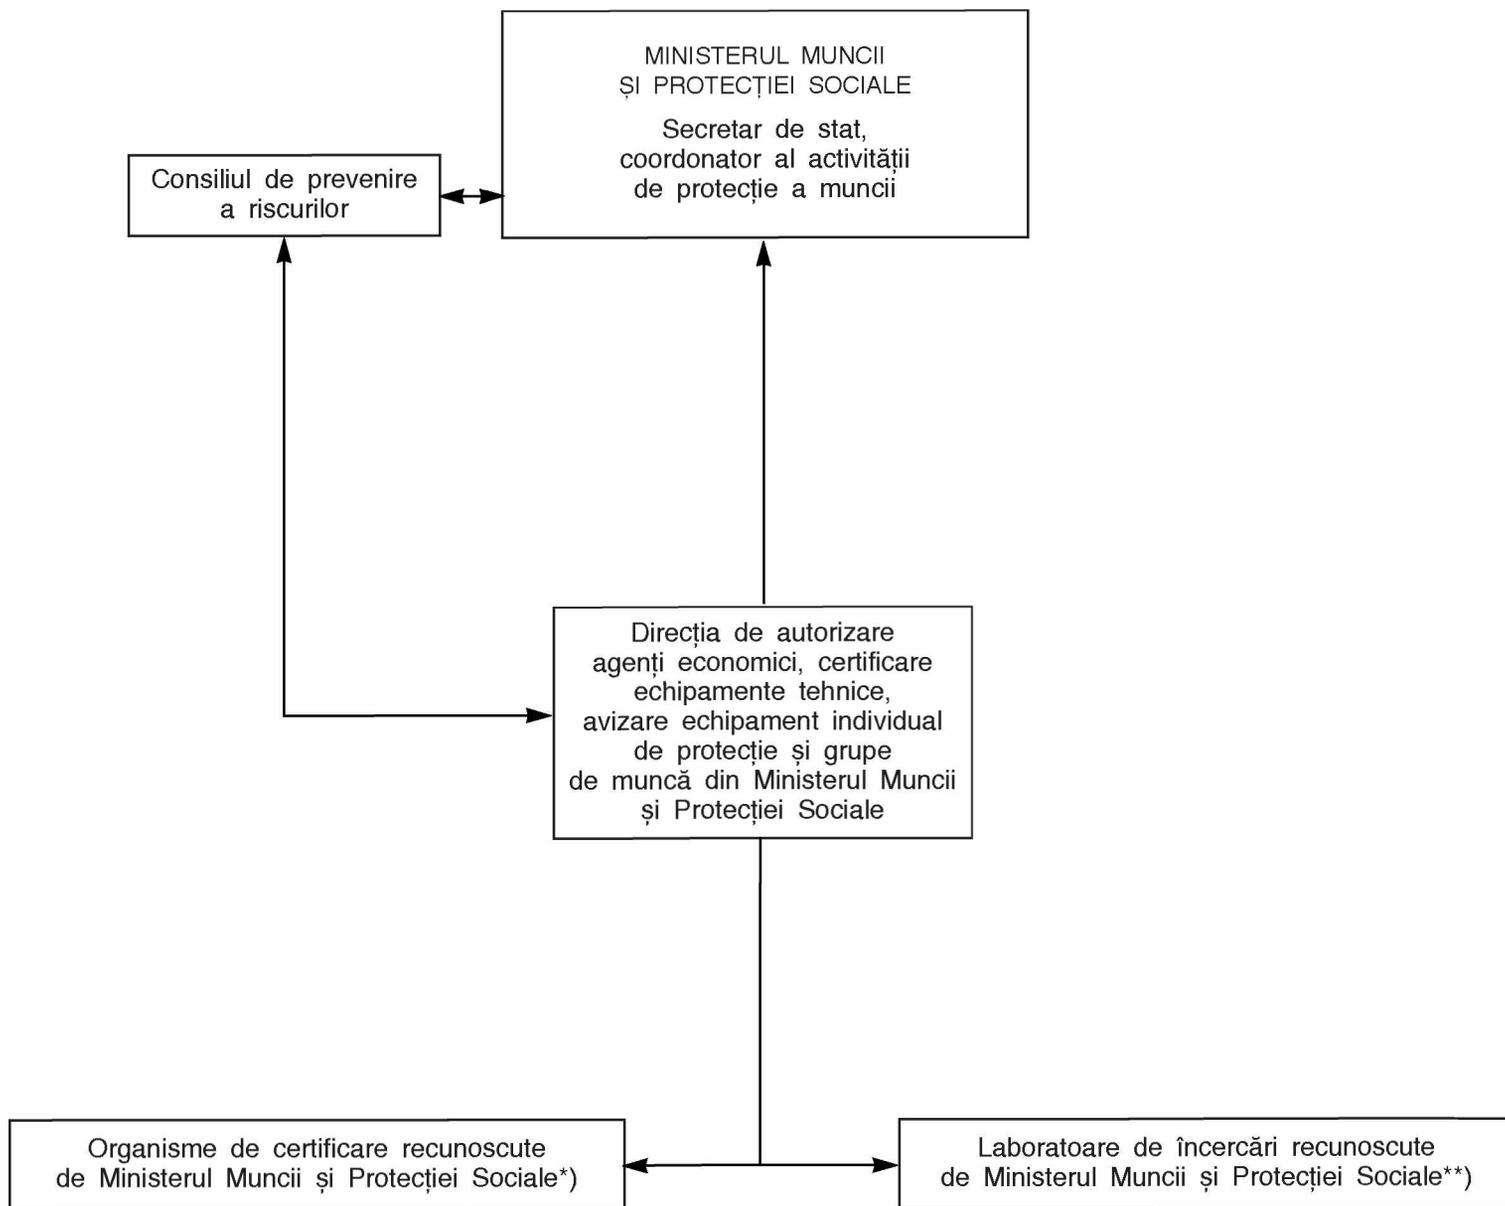 MINISTERUL MUNCII
ȘI PROTECȚIEI SOCIALE
Secretar de stat,
coordonator al activității
de protecție a muncii
Consiliul de prevenire
a riscurilor
Direcția de autorizare
agenți economici, certificare
echipamente tehnice,
avizare echipament individual
de protecție și grupe
de muncă din Ministerul Muncii
și Protecției Sociale
Organisme de certificare recunoscute
de Ministerul Muncii și Protecției Sociale*)
Laboratoare de încercări recunoscute
de Ministerul Muncii și Protecției Sociale**)